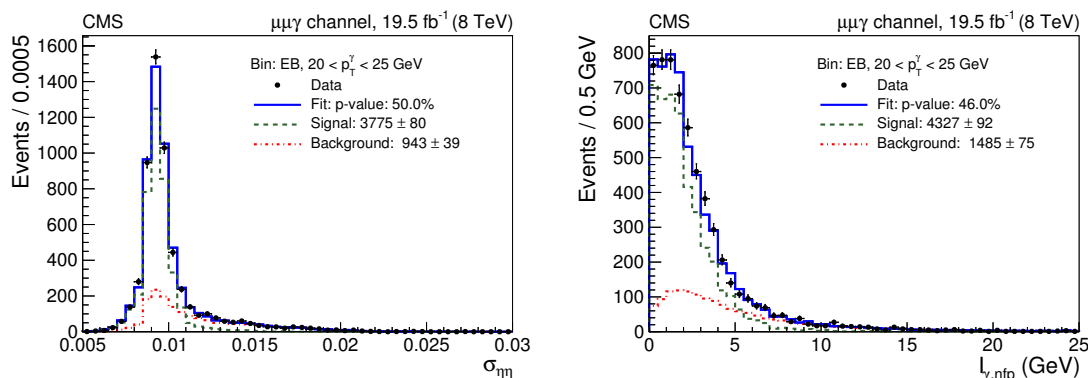 CMS μμγ channel, 19.5 fb⁻¹ (8 TeV)
Events / 0.0005
1600
1400
1200
1000
800
600
400
200
0
Bin: EB, 20 < p_T^γ < 25 GeV
Data
Fit: p-value: 50.0%
Signal: 3775 ± 80
Background: 943 ± 39
0.005 0.01 0.015 0.02 0.025 0.03
σ_ηη
CMS μμγ channel, 19.5 fb⁻¹ (8 TeV)
Events / 0.5 GeV
800
700
600
500
400
300
200
100
0
Bin: EB, 20 < p_T^γ < 25 GeV
Data
Fit: p-value: 46.0%
Signal: 4327 ± 92
Background: 1485 ± 75
0 5 10 15 20 25
I_γ,nfp (GeV)